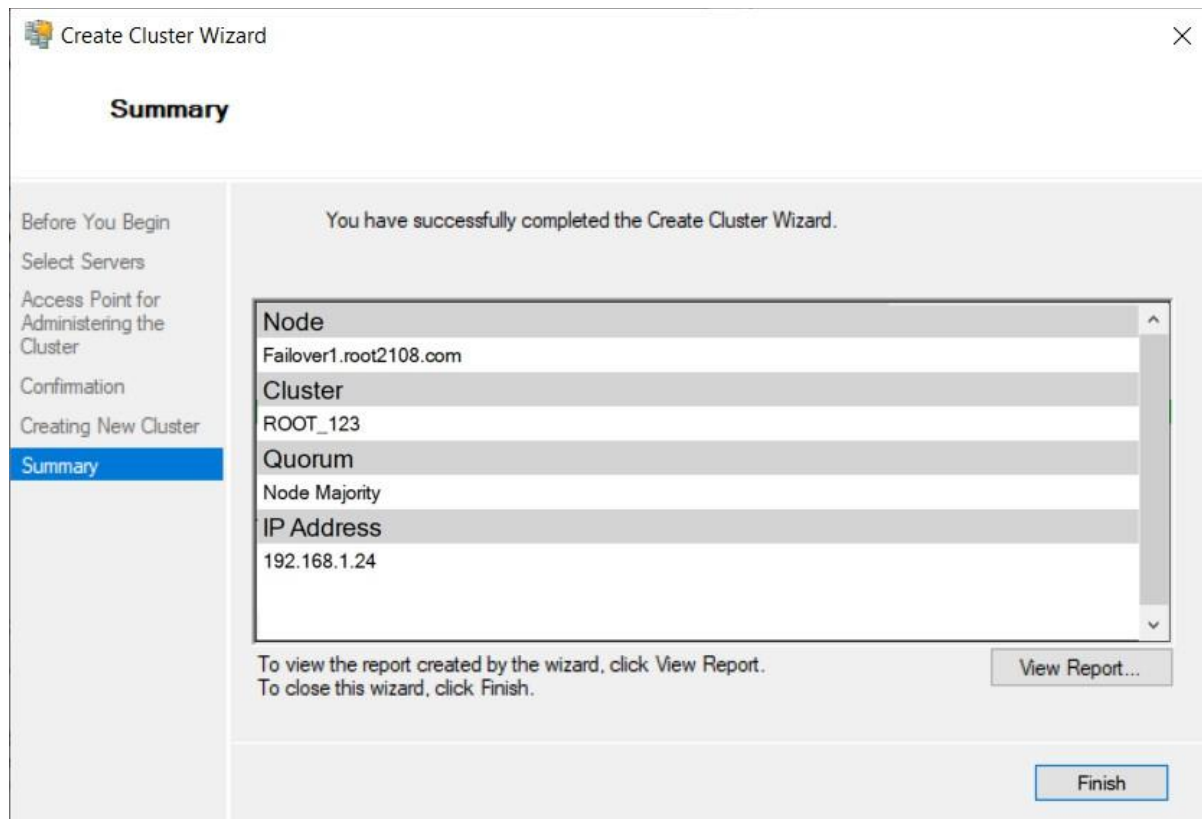 Create Cluster Wizard
Summary
Before You Begin
Select Servers
Access Point for
Administering the
Cluster
Confirmation
Creating New Cluster
Summary
You have successfully completed the Create Cluster Wizard.
Node
Failover1.root2108.com
Cluster
ROOT_123
Quorum
Node Majority
IP Address
192.168.1.24
To view the report created by the wizard, click View Report.
To close this wizard, click Finish.
View Report...
Finish